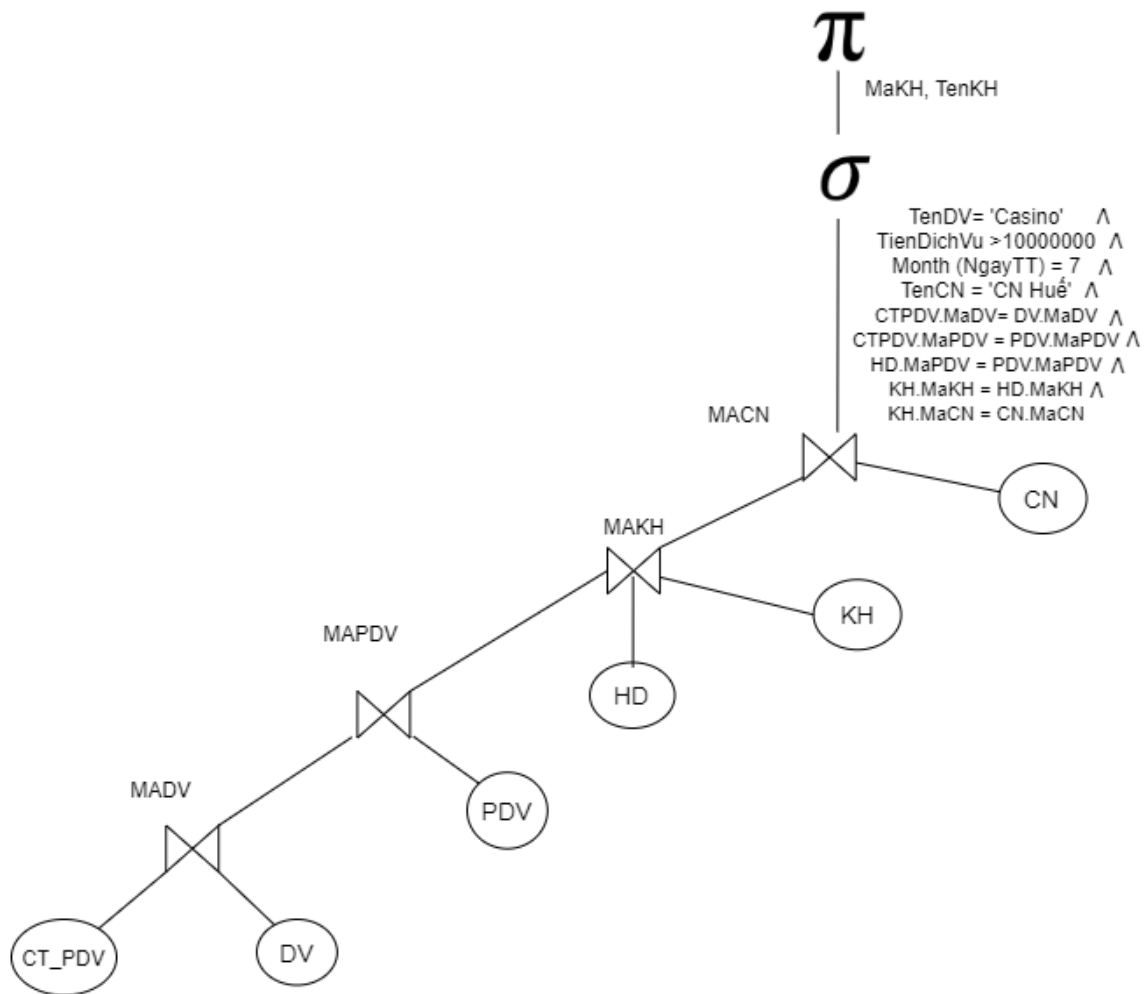 π
MaKH, TenKH
σ
TenDV= 'Casino' Λ
TienDichVu >10000000 Λ
Month (NgayTT) = 7 Λ
TenCN = 'CN Huế' Λ
CTPDV.MaDV= DV.MaDV Λ
CTPDV.MaPDV = PDV.MaPDV Λ
HD.MaPDV = PDV.MaPDV Λ
KH.MaKH = HD.MaKH Λ
KH.MaCN = CN.MaCN
MACN
CN
MAKH
KH
MAPDV
HD
MADV
PDV
CT_PDV
DV